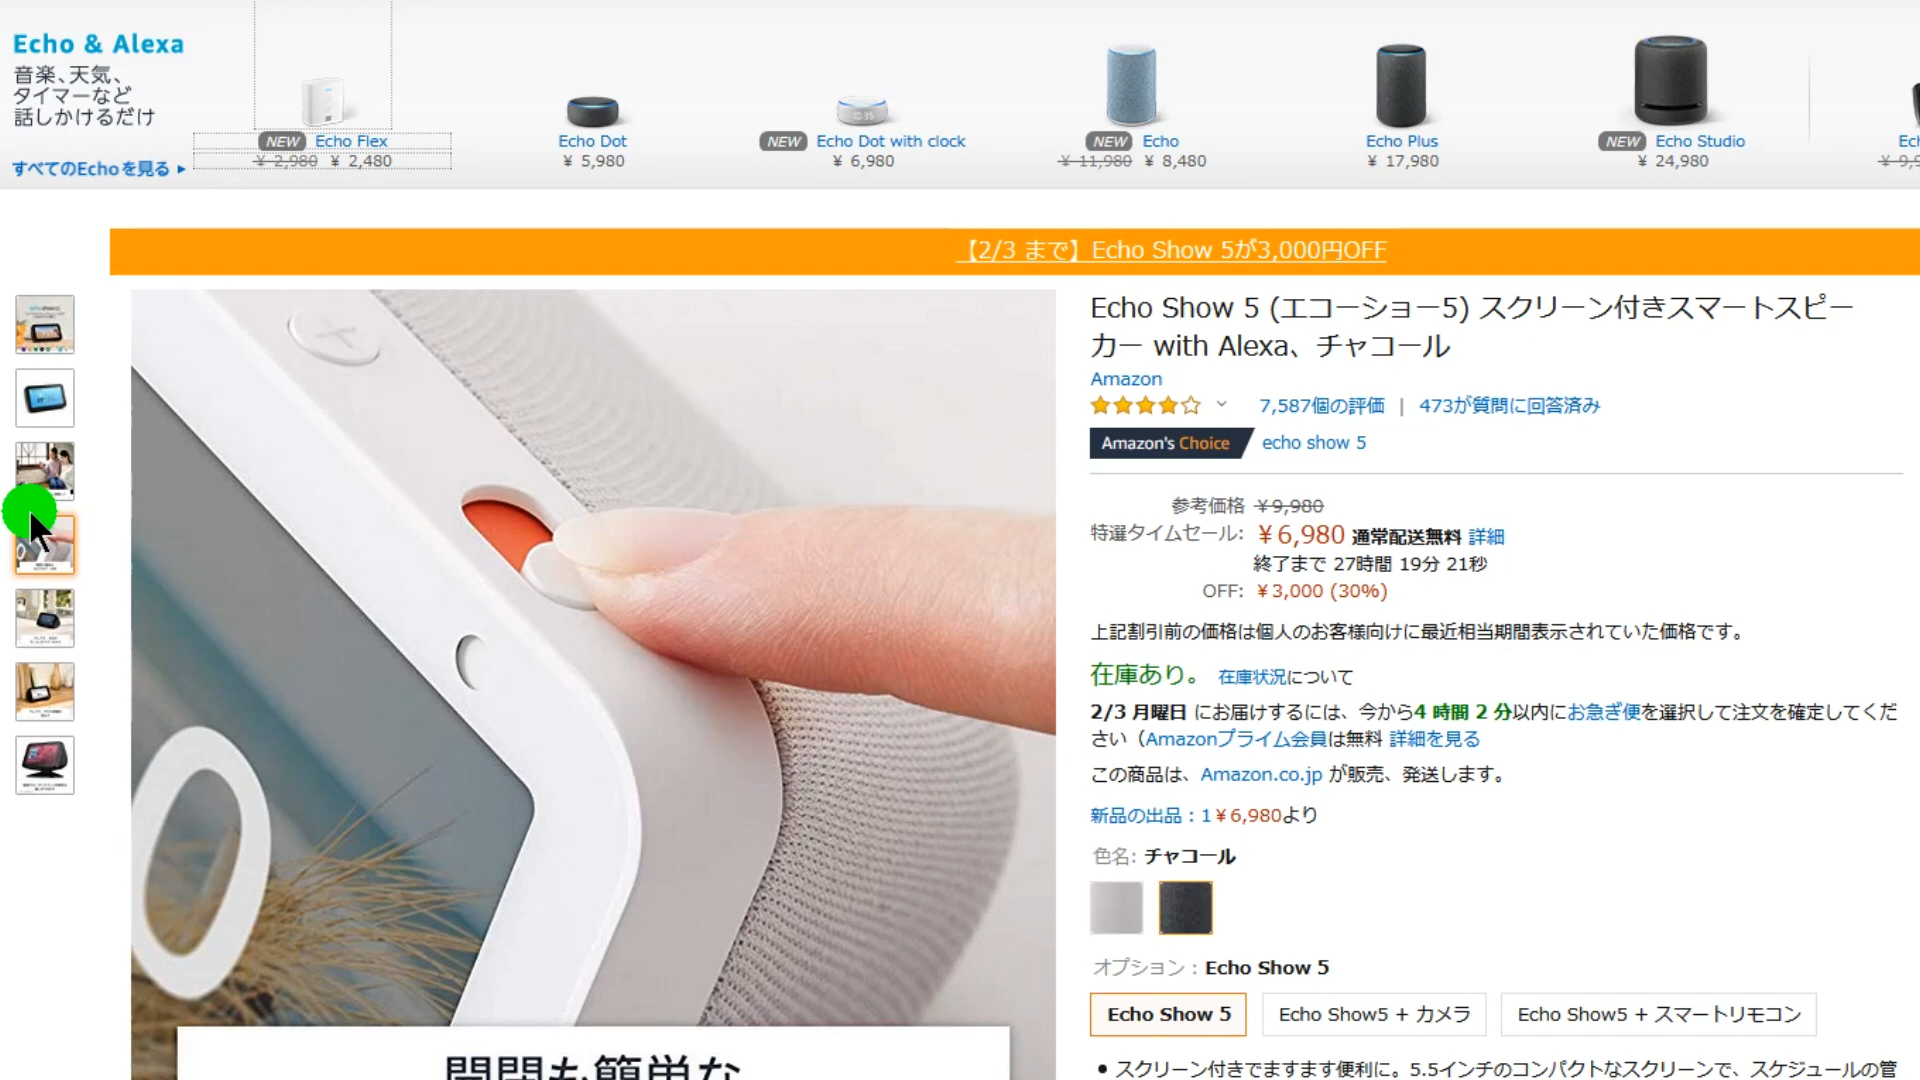 Echo & Alexa
音楽、天気、
タイマーなど
話しかけるだけ
すべてのEchoを見る
NEW Echo Flex
¥ 2,980 ¥ 2,480
Echo Dot
¥ 5,980
NEW Echo Dot with clock
¥ 6,980
NEW Echo
¥ 11,980 ¥ 8,480
Echo Plus
¥ 17,980
NEW Echo Studio
¥ 24,980
【2/3 まで】Echo Show 5が3,000円OFF
Echo Show 5 (エコーショー5) スクリーン付きスマートスピー
カー with Alexa、チャコール
Amazon
7,587個の評価 | 473が質問に回答済み
Amazon's Choice echo show 5
参考価格 ¥9,980
特選タイムセール: ¥6,980 通常配送無料 詳細
終了まで 27時間 19分 21秒
OFF: ¥3,000 (30%)
上記割引前の価格は個人のお客様向けに最近相当期間表示されていた価格です。
在庫あり。 在庫状況について
2/3 月曜日 にお届けするには、今から4 時間 2 分以内にお急ぎ便を選択して注文を確定してくだ
さい（Amazonプライム会員は無料 詳細を見る
この商品は、Amazon.co.jp が販売、発送します。
新品の出品：1¥6,980より
色名: チャコール
オプション : Echo Show 5
Echo Show 5 Echo Show5 + カメラ Echo Show5 + スマートリモコン
• スクリーン付きでますます便利に。5.5インチのコンパクトなスクリーンで、スケジュールの管
開閉も簡単な